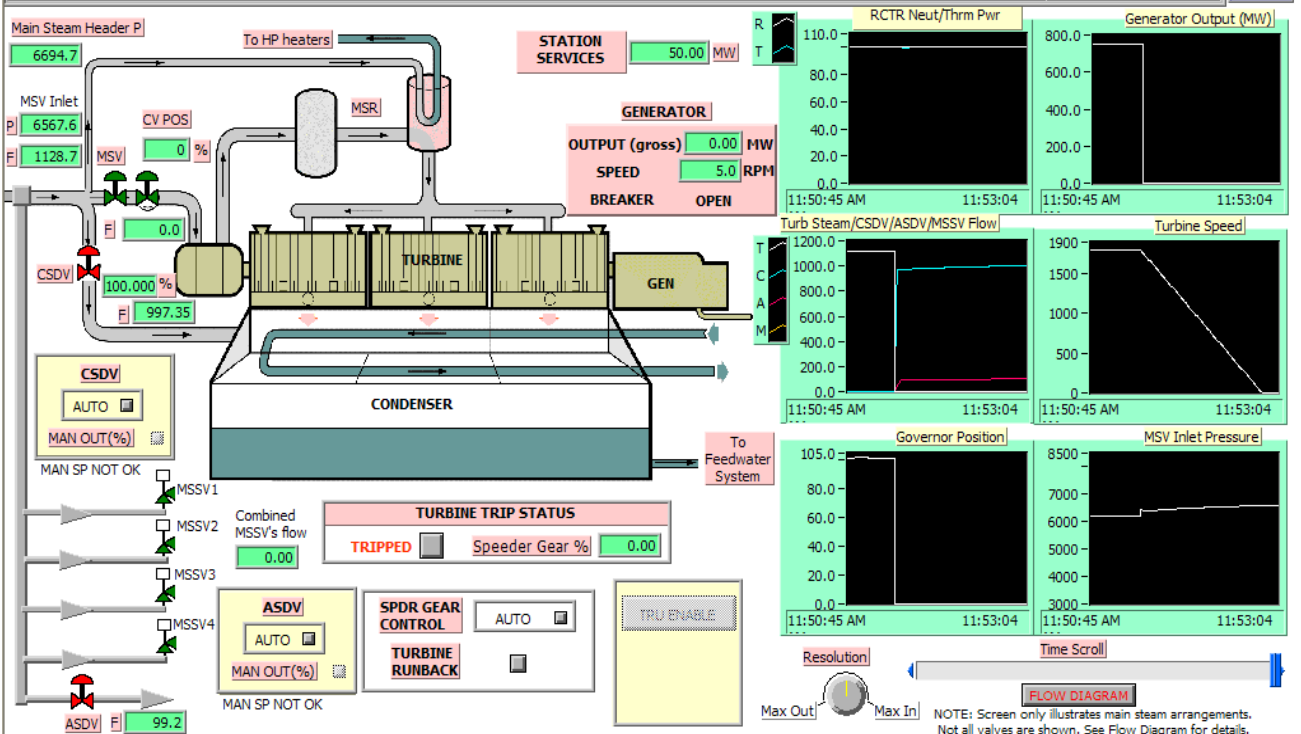 Main Steam Header P
6694.7
To HP heaters
STATION
SERVICES
50.00 MW
MSV Inlet
P 6567.6
F 1128.7
CV POS
0 %
MSV
MSR
F 0.0
CSDV
100.000 %
F 997.35
GENERATOR
OUTPUT (gross) 0.00 MW
SPEED 5.0 RPM
BREAKER OPEN
TURBINE
GEN
CONDENSER
To
Feedwater
System
CSDV
AUTO
MAN OUT(%)
MAN SP NOT OK
MSSV1
MSSV2
MSSV3
MSSV4
Combined
MSSV's flow
0.00
TURBINE TRIP STATUS
TRIPPED Speeder Gear % 0.00
ASDV
AUTO
MAN OUT(%)
MAN SP NOT OK
SPDR GEAR
CONTROL
AUTO
TURBINE
RUNBACK
TRU ENABLE
ASDV F 99.2
R
T
RCTR Neut/Thrm Pwr
110.0
80.0
60.0
40.0
20.0
0.0
11:50:45 AM 11:53:04
Generator Output (MW)
800.0
600.0
400.0
200.0
0.0
11:50:45 AM 11:53:04
Turb Steam/CSDV/ASDV/MSSV Flow
T
C
A
M
1200.0
1000.0
800.0
600.0
400.0
200.0
0.0
11:50:45 AM 11:53:04
Turbine Speed
1900
1500
1000
500
0
11:50:45 AM 11:53:04
Governor Position
105.0
80.0
60.0
40.0
20.0
0.0
11:50:45 AM 11:53:04
MSV Inlet Pressure
8500
7000
6000
5000
4000
3000
11:50:45 AM 11:53:04
Resolution
Max Out Max In
Time Scroll
FLOW DIAGRAM
NOTE: Screen only illustrates main steam arrangements.
Not all valves are shown. See Flow Diagram for details.